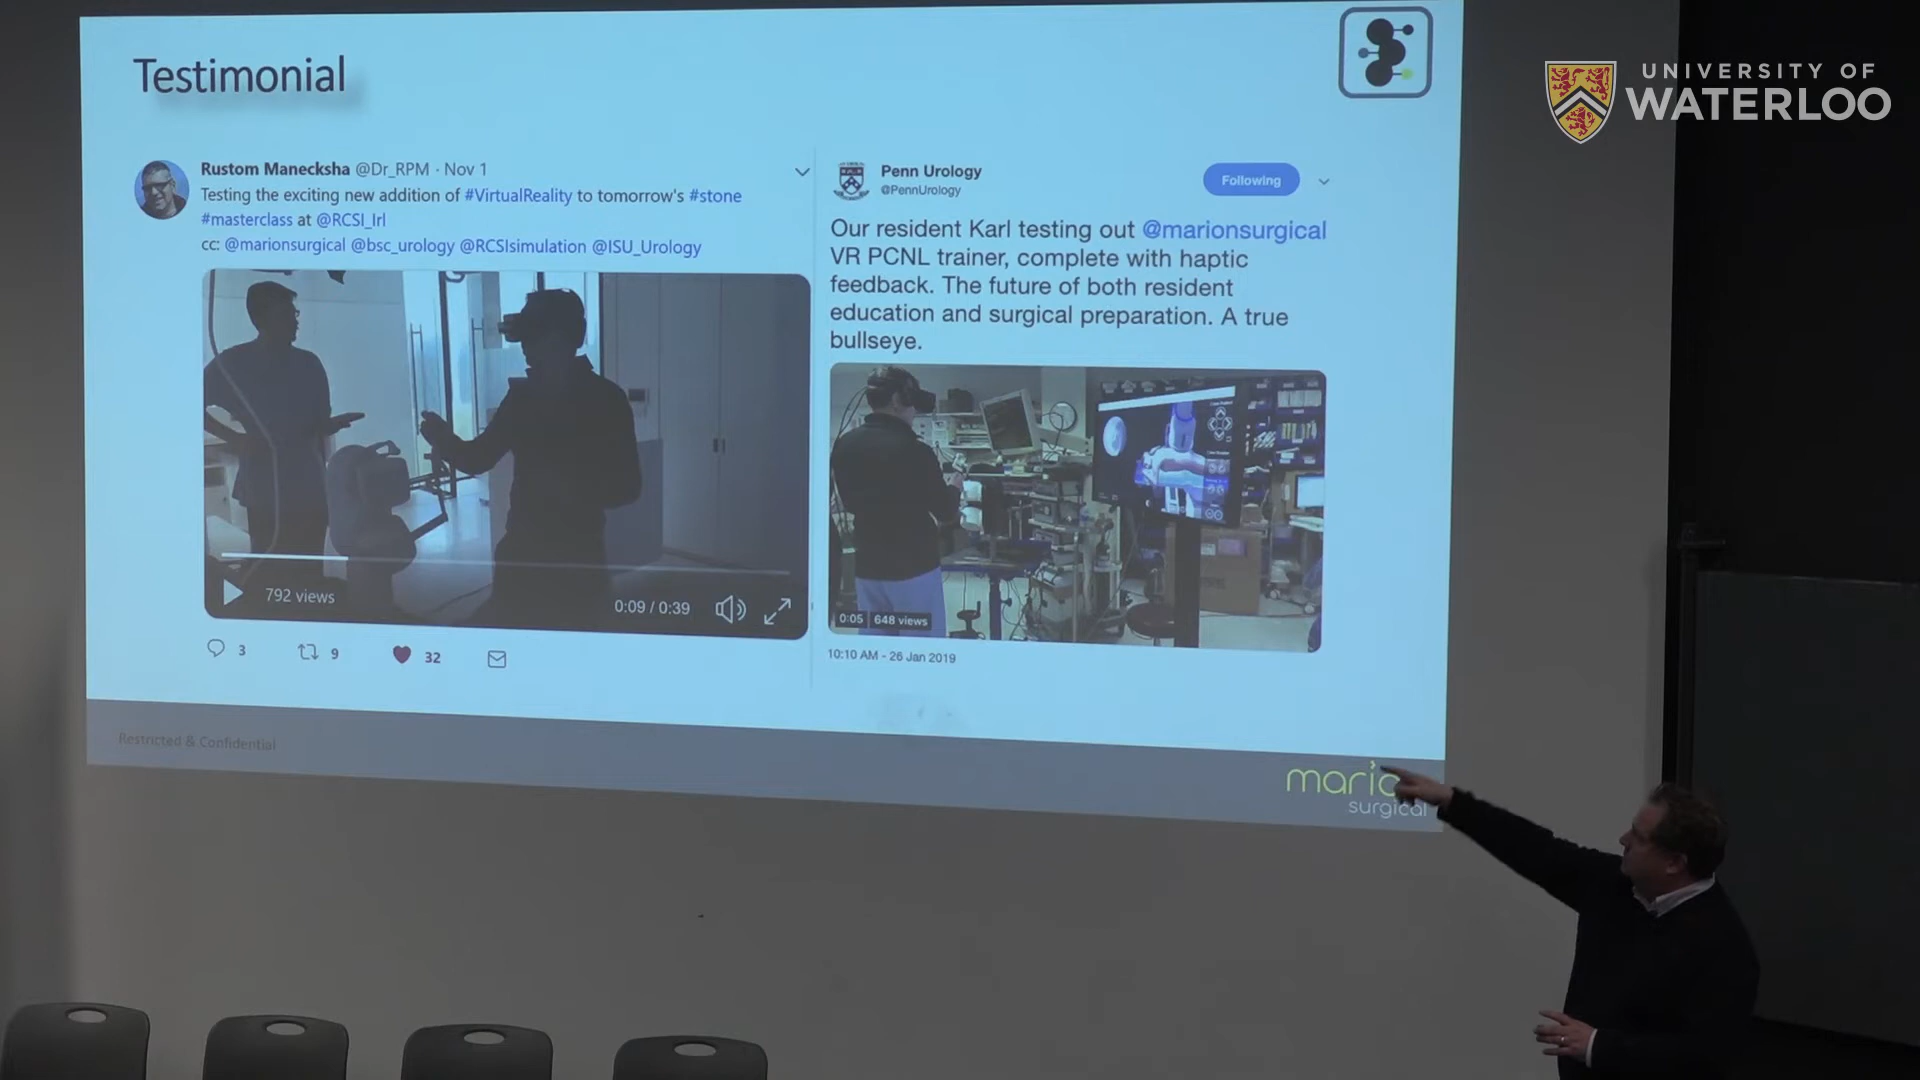 Testimonial
UNIVERSITY OF
WATERLOO
Rustom Manecksha @Dr_RPM · Nov 1
Testing the exciting new addition of #VirtualReality to tomorrow's #stone
#masterclass at @RCSI_Irl
cc: @marionsurgical @bsc_urology @RCSIsimulation @ISU_Urology
792 views
0:09 / 0:39
3 9 32
Penn Urology
@PennUrology
Following
Our resident Karl testing out @marionsurgical
VR PCNL trainer, complete with haptic
feedback. The future of both resident
education and surgical preparation. A true
bullseye.
0:05 648 views
10:10 AM - 26 Jan 2019
Restricted & Confidential
mario
surgical